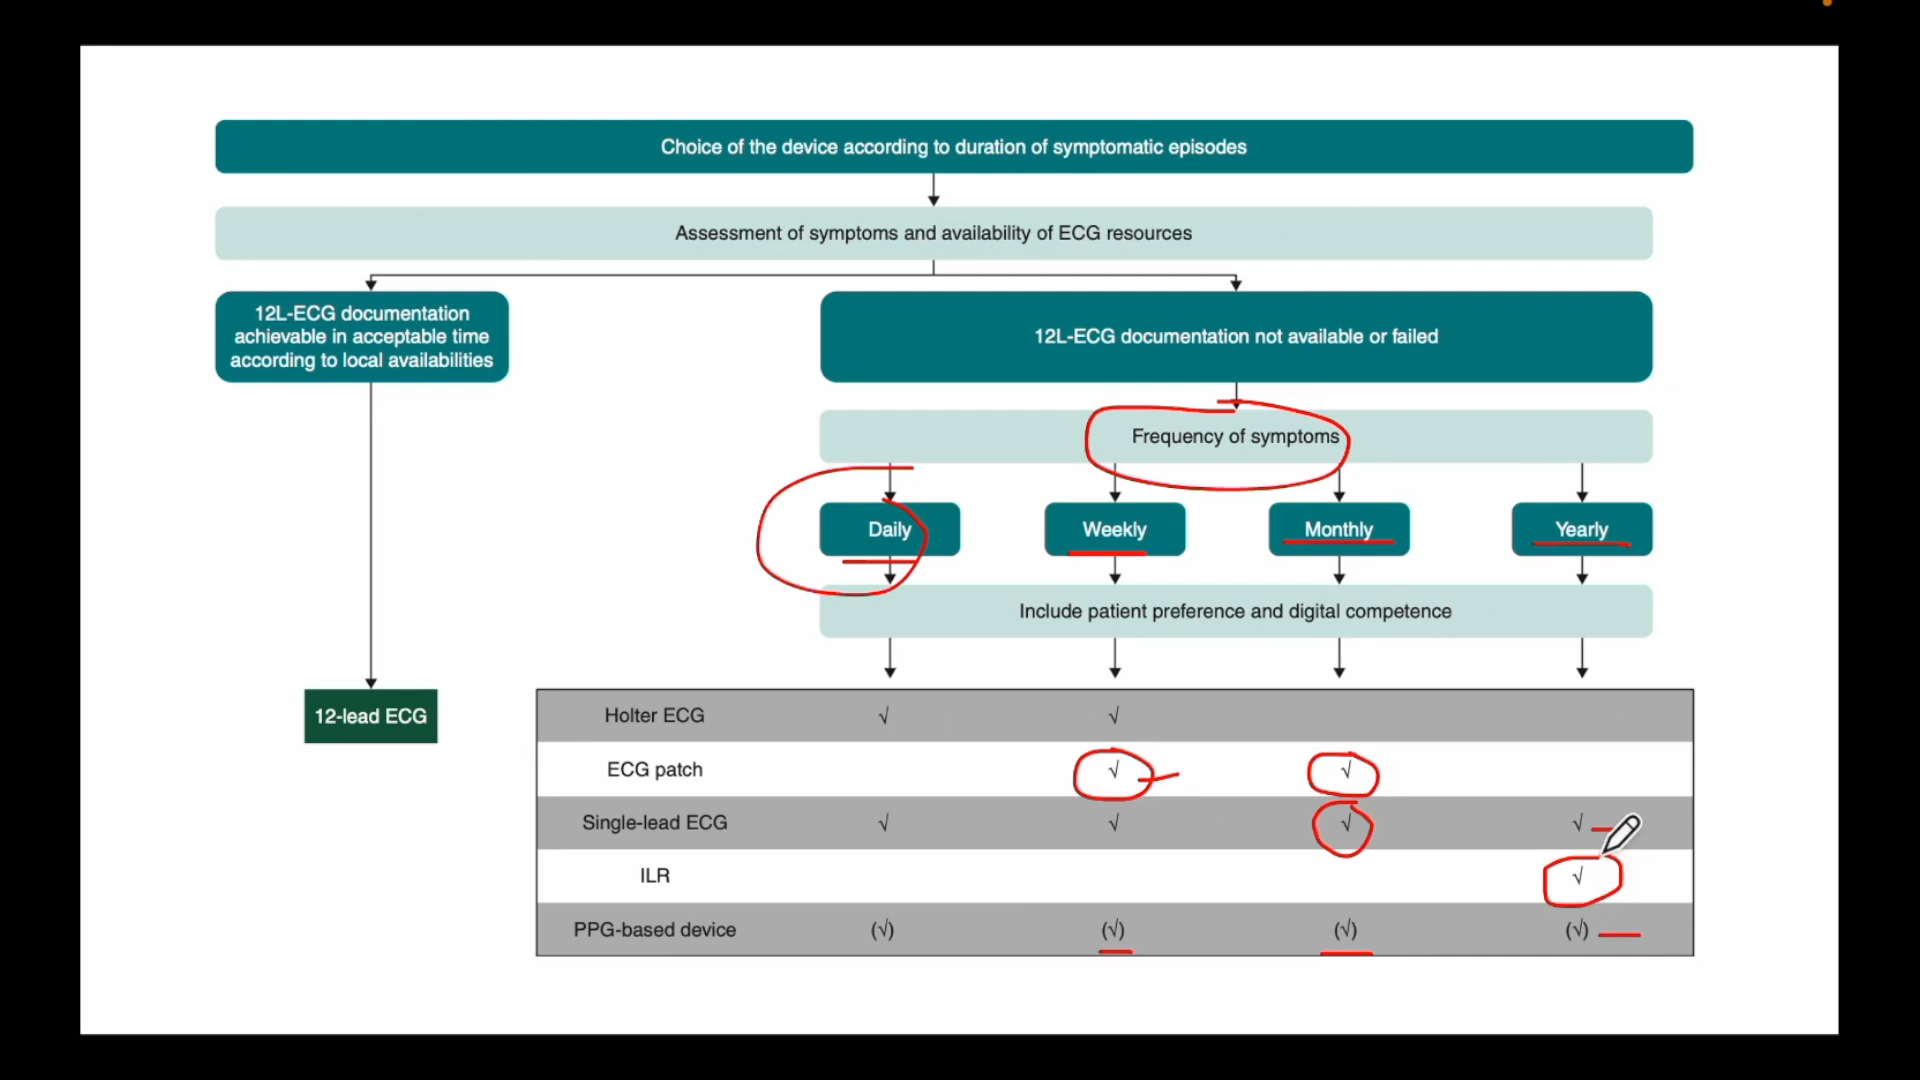 Choice of the device according to duration of symptomatic episodes
Assessment of symptoms and availability of ECG resources
12L-ECG documentation
achievable in acceptable time
according to local availabilities
12L-ECG documentation not available or failed
Frequency of symptoms
Daily Weekly Monthly Yearly
Include patient preference and digital competence
12-lead ECG
Holter ECG √ √
ECG patch √ √
Single-lead ECG √ √ √ √
ILR √
PPG-based device (√) (√) (√) (√)